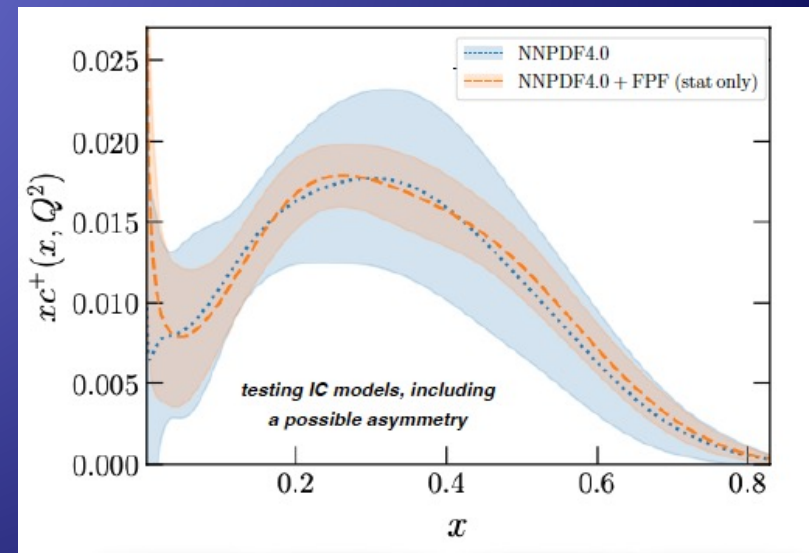 0.025
0.020
0.015
0.010
0.005
0.000
xc⁺(x, Q²)
NNPDF4.0
NNPDF4.0 + FPF (stat only)
testing IC models, including
a possible asymmetry
0.2 0.4 0.6 0.8
x